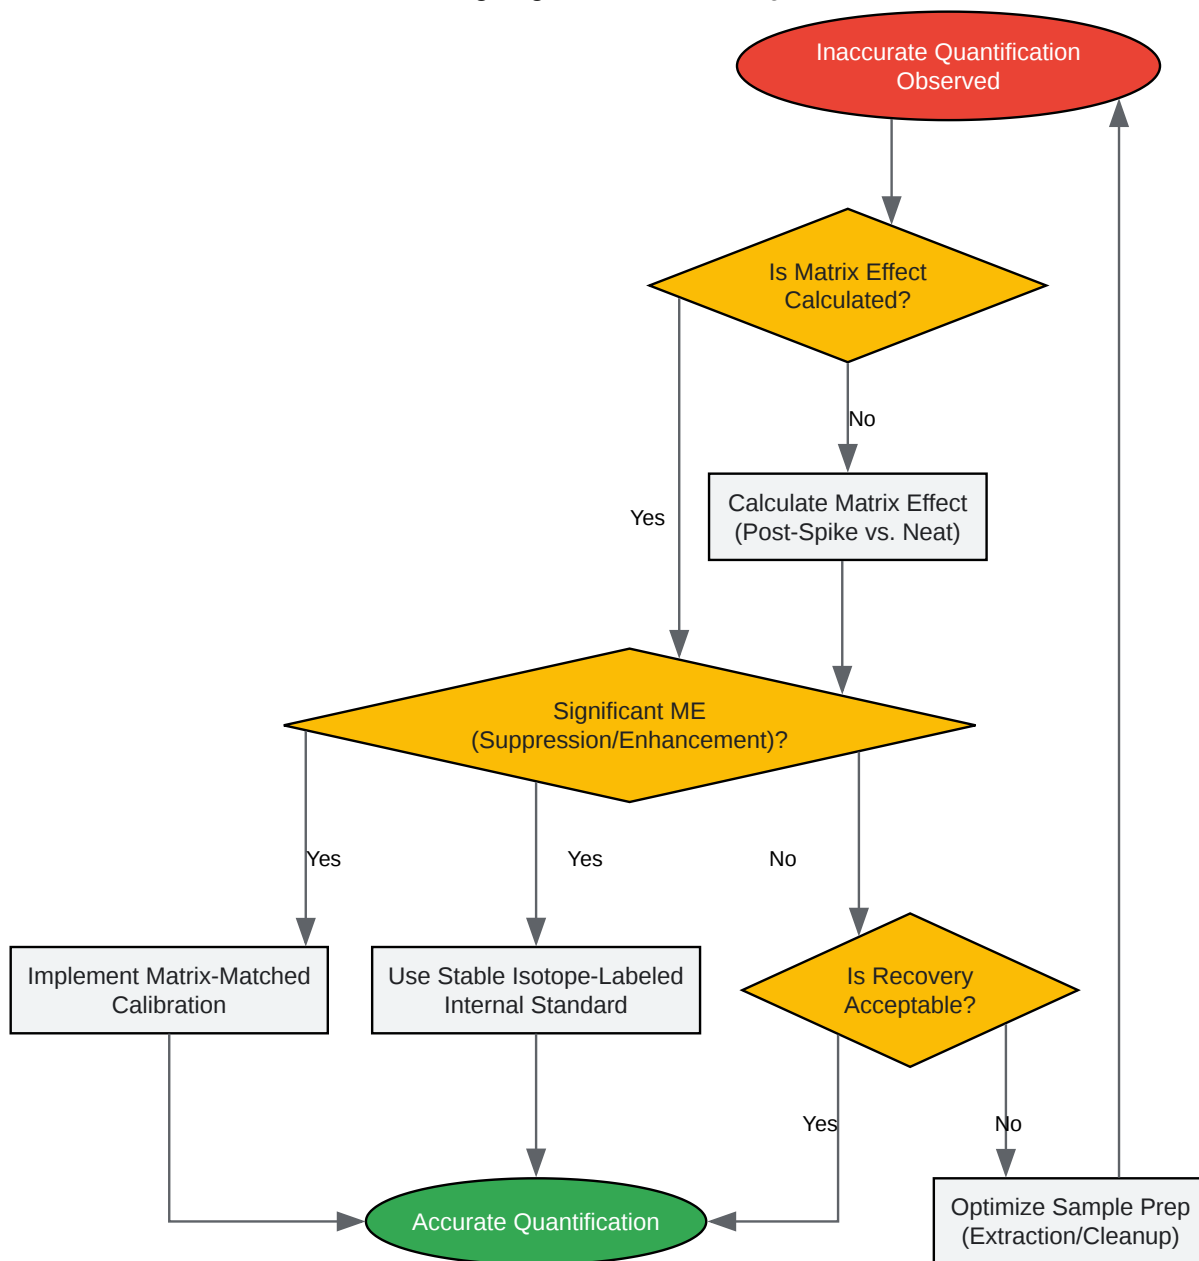 Inaccurate Quantification
Observed
Is Matrix Effect
Calculated?
No
Calculate Matrix Effect
(Post-Spike vs. Neat)
Yes
Significant ME
(Suppression/Enhancement)?
Yes
Yes
No
Implement Matrix-Matched
Calibration
Use Stable Isotope-Labeled
Internal Standard
Is Recovery
Acceptable?
Yes
No
Accurate Quantification
Optimize Sample Prep
(Extraction/Cleanup)